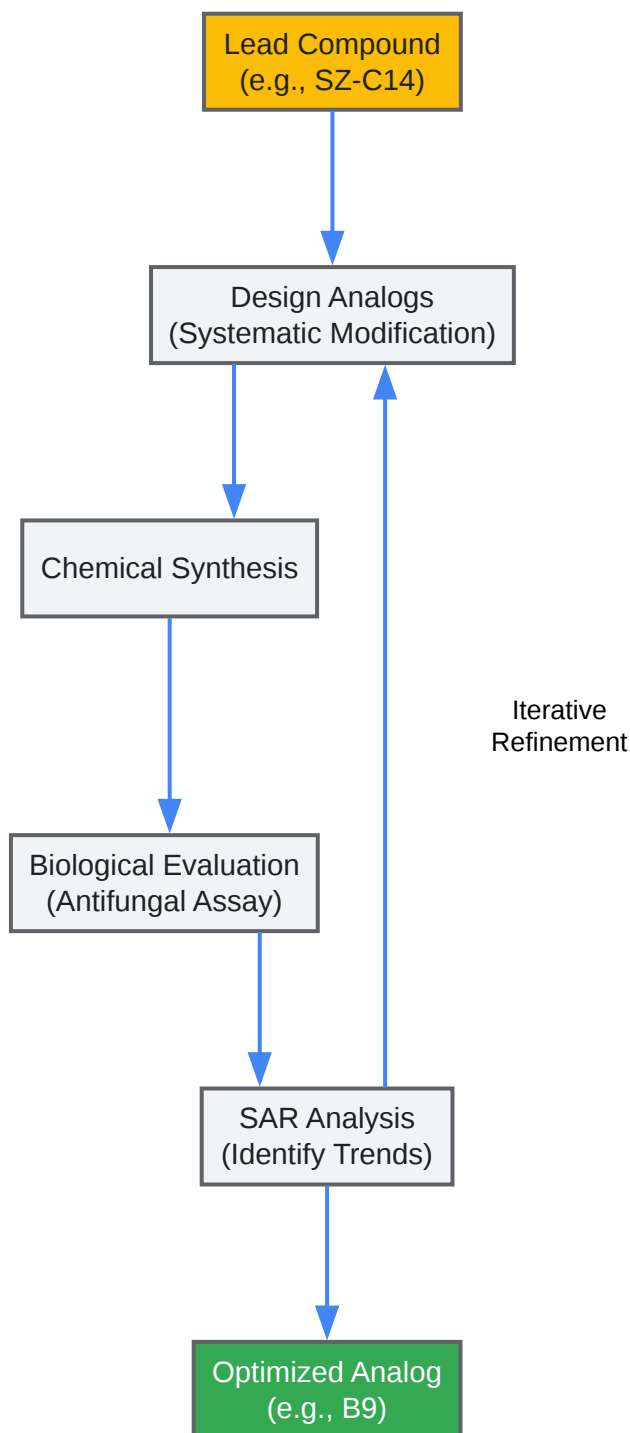 Lead Compound
(e.g., SZ-C14)
Design Analogs
(Systematic Modification)
Chemical Synthesis
Iterative
Refinement
Biological Evaluation
(Antifungal Assay)
SAR Analysis
(Identify Trends)
Optimized Analog
(e.g., B9)